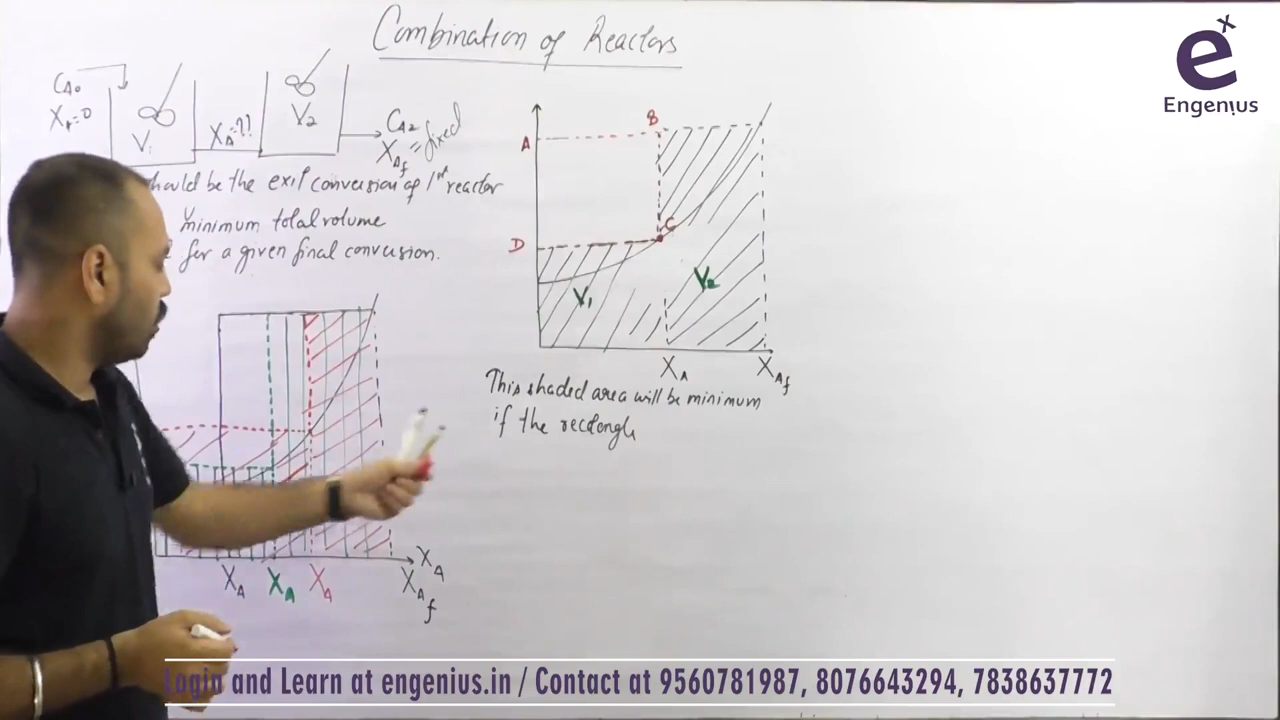 Combination of Reactors
e^x
Engenius
CA0
XA=0
V1
XA=??
V2
CA2
XAf = fixed
should be the exit conversion of 1st reactor
minimum total volume
for a given final conversion.
A
B
C
D
V1
V2
XA
XAf
This shaded area will be minimum
if the rectangle
XA
XA
XA
XA
XAf
Login and Learn at engenius.in / Contact at 9560781987, 8076643294, 7838637772